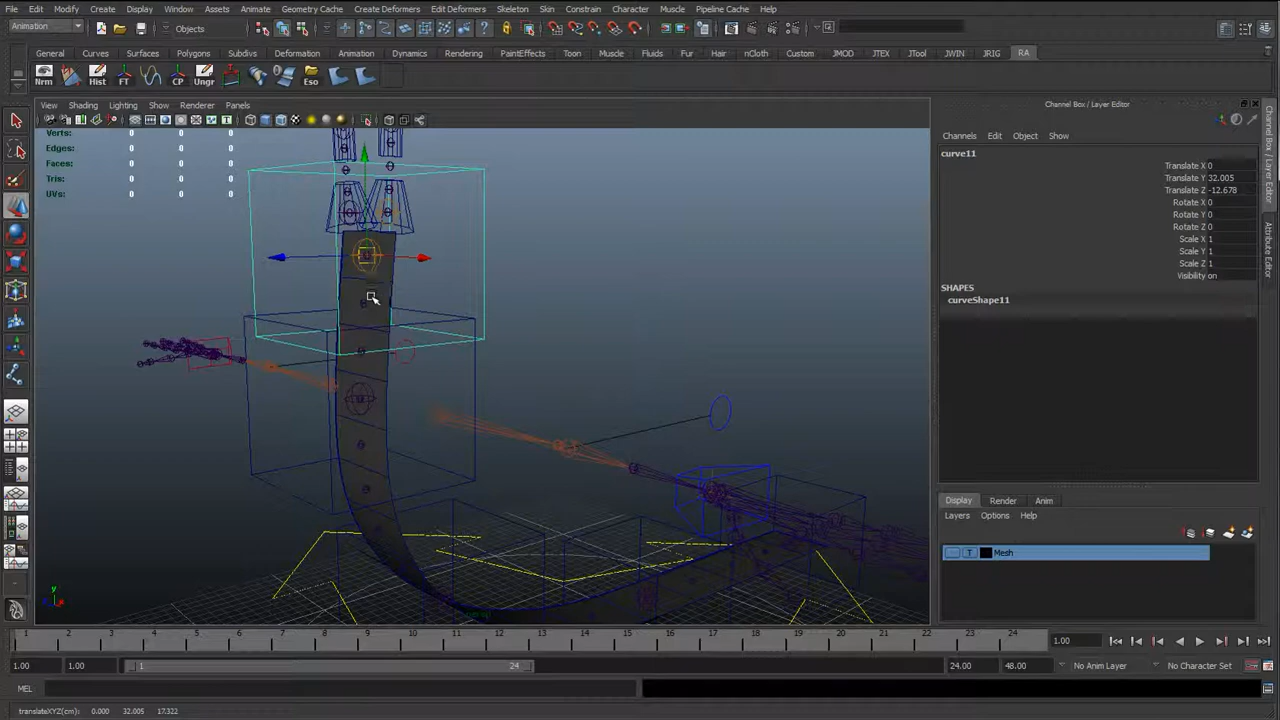 File Edit Modify Create Display Window Assets Animate Geometry Cache Create Deformers Edit Deformers Skeleton Skin Constrain Character Muscle Pipeline Cache Help
Animation Objects
General Curves Surfaces Polygons Subdivs Deformation Animation Dynamics Rendering PaintEffects Toon Muscle Fluids Fur Hair nCloth Custom JMOD JTEX JTool JWIN JRIG RA
Nrm Hist FT CP Ungr Eso
View Shading Lighting Show Renderer Panels
Channel Box / Layer Editor
Verts: 0 0 0
Edges: 0 0 0
Faces: 0 0 0
Tris: 0 0 0
UVs: 0 0 0
Channels Edit Object Show
curve11
Translate X 0
Translate Y 32.005
Translate Z -12.678
Rotate X 0
Rotate Y 0
Rotate Z 0
Scale X 1
Scale Y 1
Scale Z 1
Visibility on
SHAPES
curveShape11
Channel Box / Layer Editor
Attribute Editor
Display Render Anim
Layers Options Help
T Mesh
y
x
persp
1 2 3 4 5 6 7 8 9 10 11 12 13 14 15 16 17 18 19 20 21 22 23 24 1.00
1.00 1.00 1 24 24.00 48.00 No Anim Layer No Character Set
MEL
translateXYZ(cm): 0.000 32.005 17.322